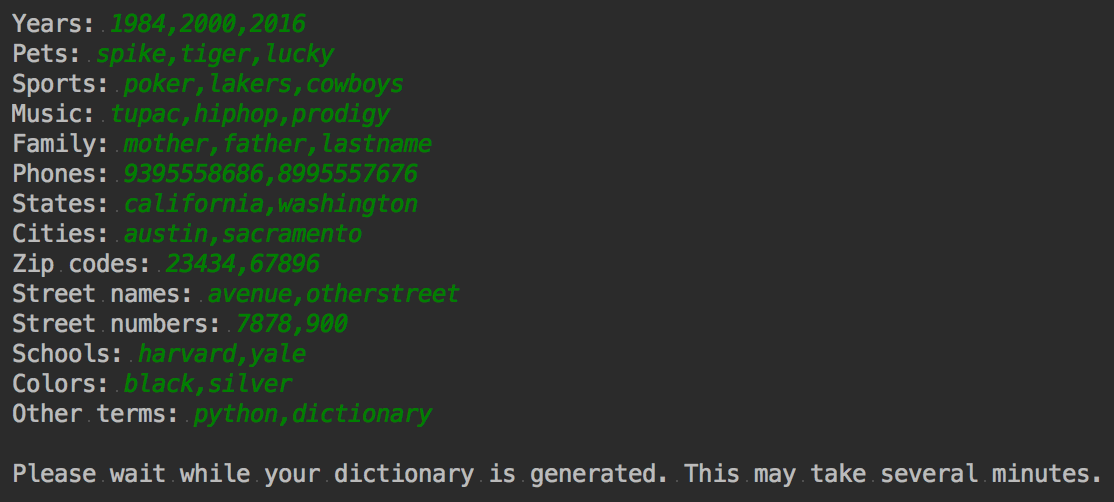 Years: 1984,2000,2016
Pets: spike,tiger,lucky
Sports: poker,lakers,cowboys
Music: tupac,hiphop,prodigy
Family: mother,father,lastname
Phones: 9395558686,8995557676
States: california,washington
Cities: austin,sacramento
Zip codes: 23434,67896
Street names: avenue,otherstreet
Street numbers: 7878,900
Schools: harvard,yale
Colors: black,silver
Other terms: python,dictionary
Please wait while your dictionary is generated. This may take several minutes.